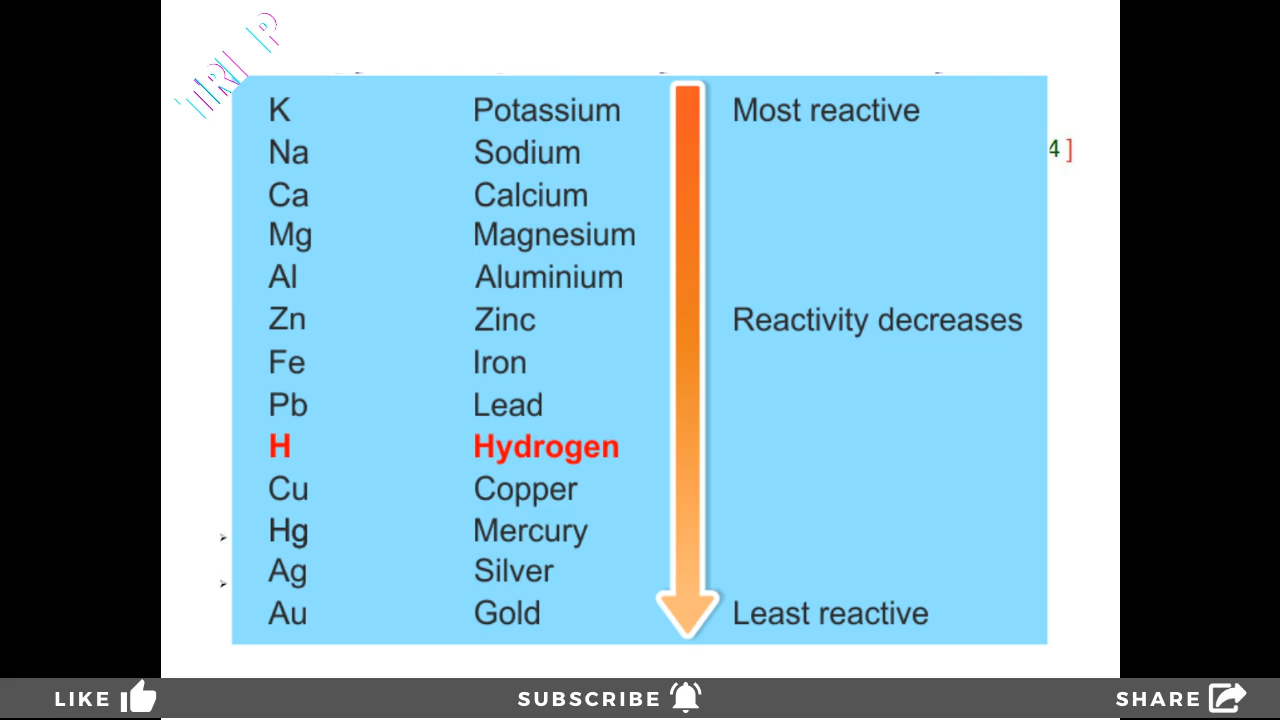 K Potassium Most reactive
Na Sodium
4]
Ca Calcium
Mg Magnesium
Al Aluminium
Zn Zinc Reactivity decreases
Fe Iron
Pb Lead
H Hydrogen
Cu Copper
Hg Mercury
Ag Silver
Au Gold Least reactive
LIKE SUBSCRIBE SHARE